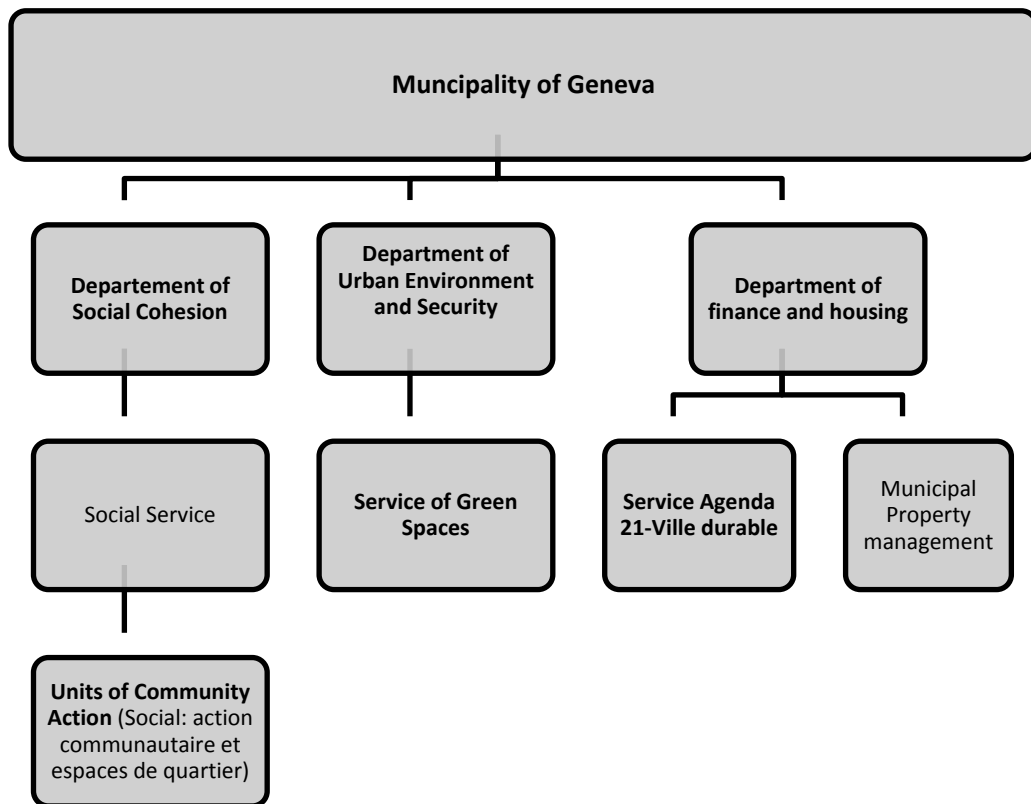 Muncipality of Geneva
Departement of
Social Cohesion
Department of
Urban Environment
and Security
Department of
finance and housing
Social Service
Service of Green
Spaces
Service Agenda
21-Ville durable
Municipal
Property
management
Units of Community
Action (Social: action
communautaire et
espaces de quartier)